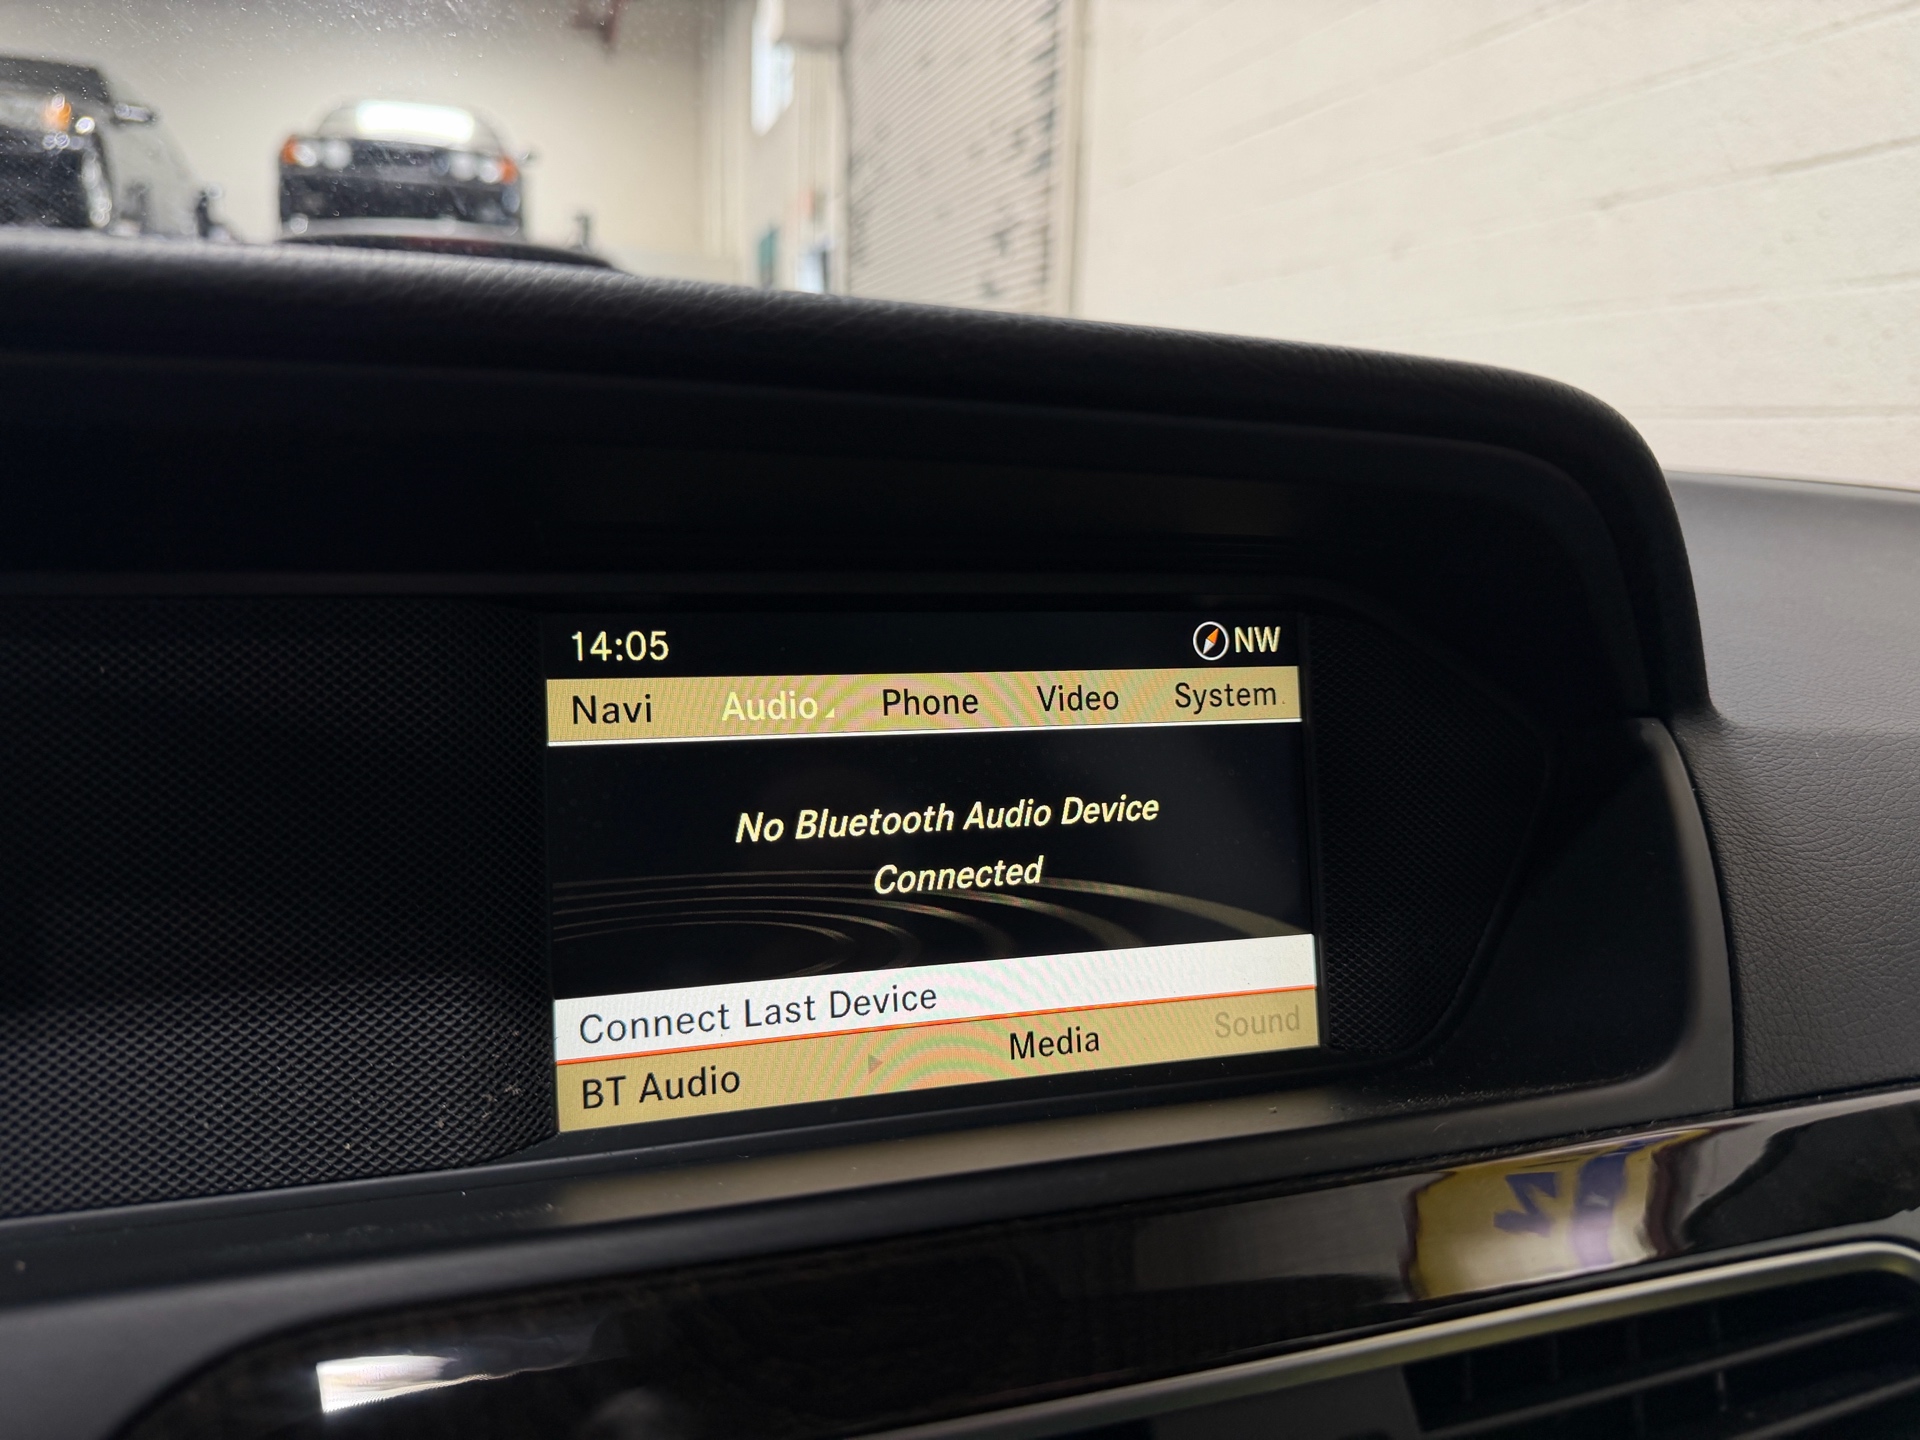 14:05 NW
Navi Audio Phone Video System
No Bluetooth Audio Device
Connected
Connect Last Device
BT Audio Media Sound